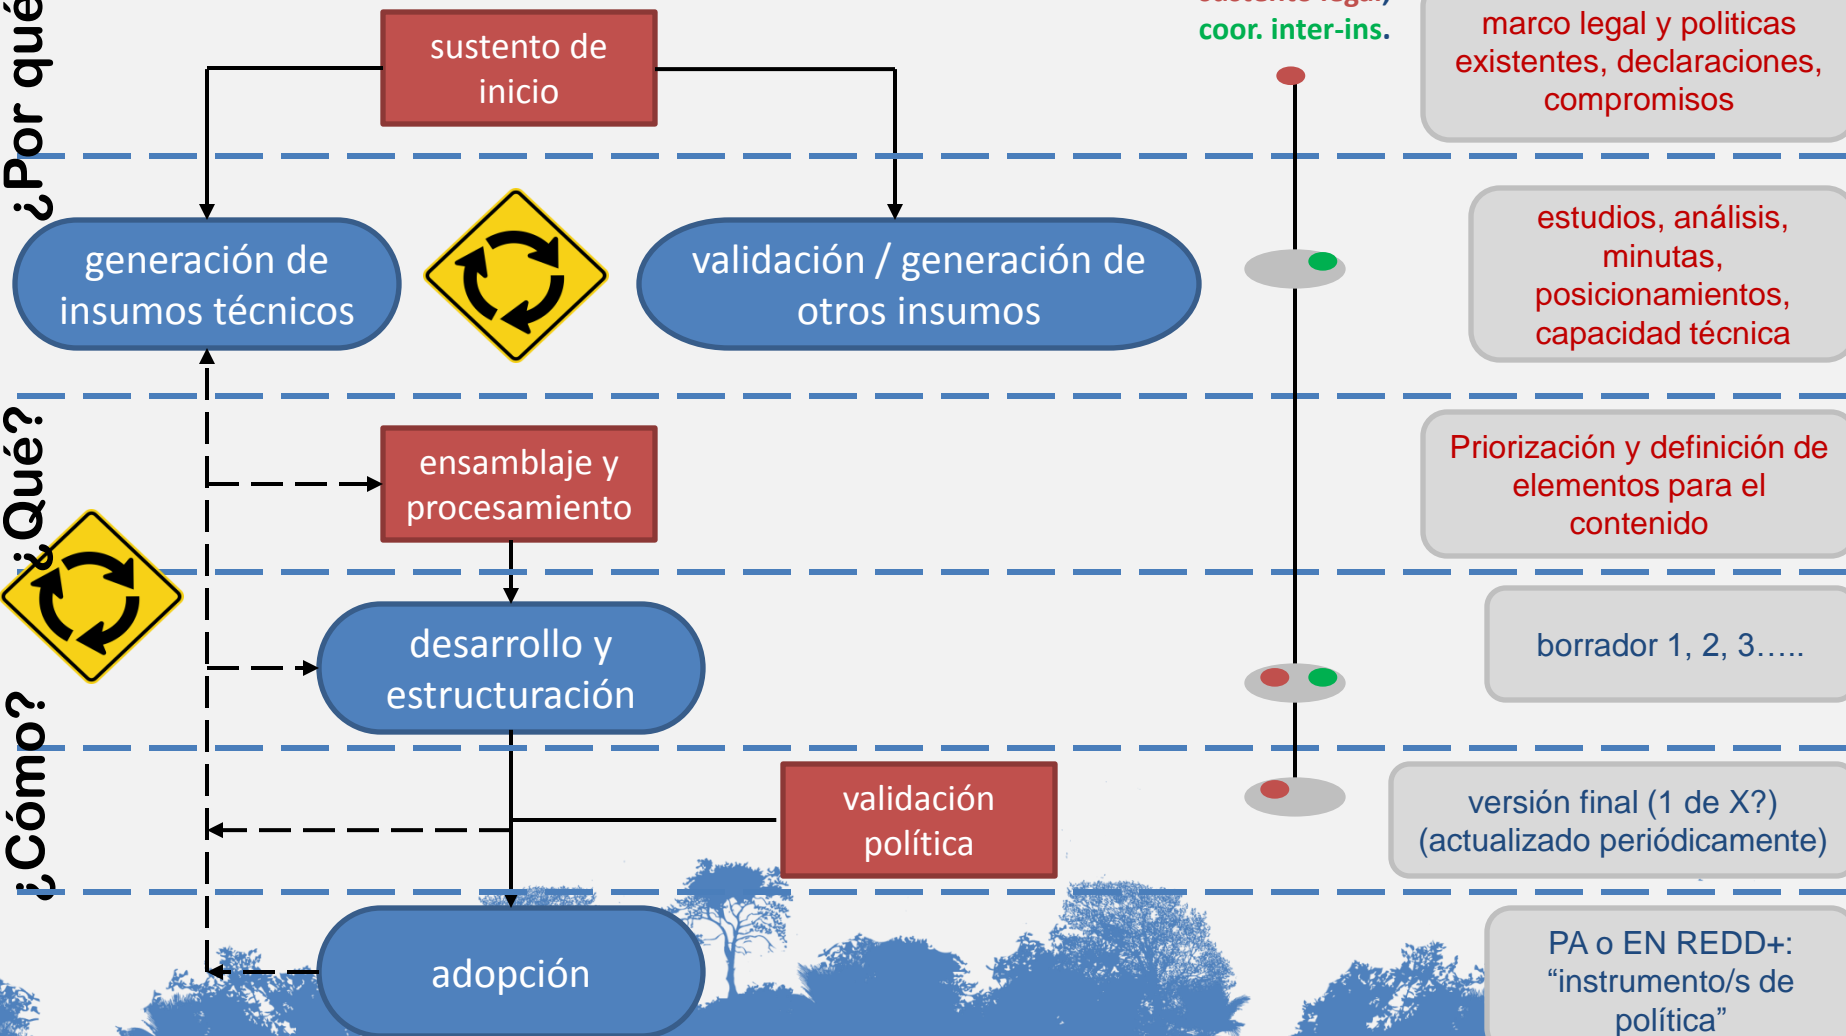 ¿Por qué
sustento legal,
coor. inter-ins.
sustento de
inicio
marco legal y politicas
existentes, declaraciones,
compromisos
generación de
insumos técnicos
validación / generación de
otros insumos
estudios, análisis,
minutas,
posicionamientos,
capacidad técnica
¿Qué?
ensamblaje y
procesamiento
Priorización y definición de
elementos para el
contenido
desarrollo y
estructuración
borrador 1, 2, 3.....
¿Cómo?
validación
política
versión final (1 de X?)
(actualizado periódicamente)
adopción
PA o EN REDD+:
“instrumento/s de
política”